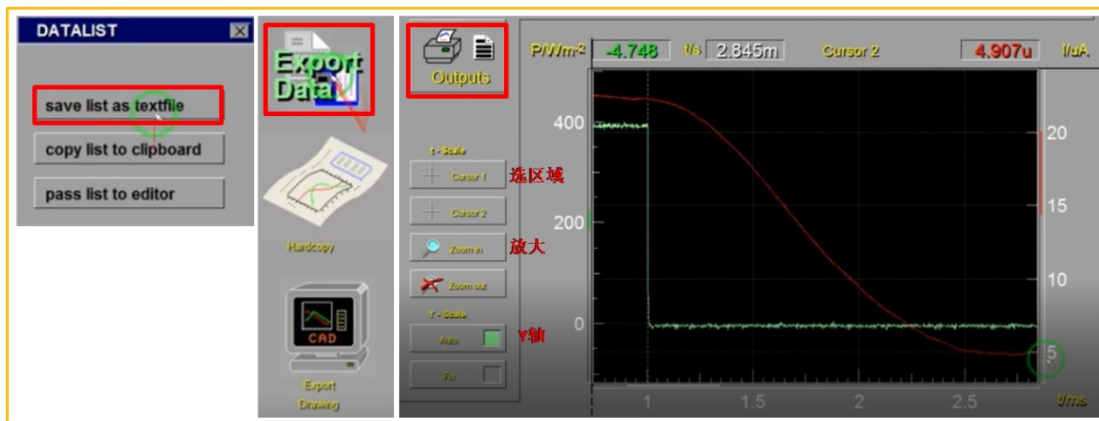 DATALIST
save list as textfile
copy list to clipboard
pass list to editor
Export
Data
Hardcopy
CAD
Export
Drawing
Outputs
P/Wm-2
-4.748
t/s
2.845m
Cursor 2
4.907u
I/uA
t - Scale
Cursor 1
选区域
Cursor 2
Zoom in
放大
Zoom out
Y - Scale
Auto
Y轴
Fix
400
200
0
20
15
10
5
1
1.5
2
2.5
t/ms